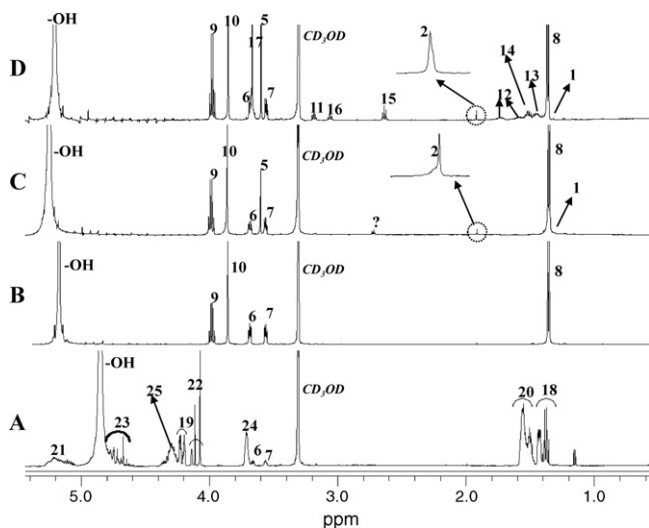 -OH 10 5 CD₃OD 2 14 8
D 9 17 13 1
6 7 11 16 15 12
-OH 10 5 CD₃OD 2 8
C 9 6 7 ? 1
-OH 10 CD₃OD 8
B 9 6 7
-OH 25 22 CD₃OD 20 18
A 21 23 19 24 6 7
5.0 4.0 3.0 2.0 1.0
ppm